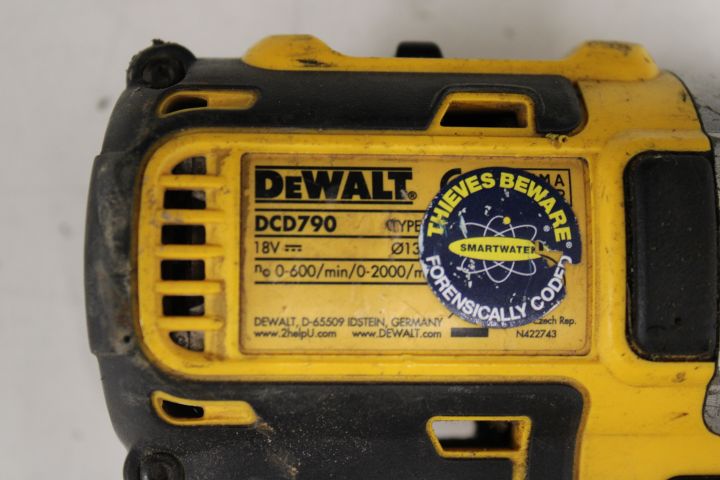 DEWALT®
DCD790 TYPE
18V Ø13
n₀ 0-600/min/0-2000/m
DEWALT, D-65509 IDSTEIN, GERMANY
www.2helpU.com www.DEWALT.com
Czech Rep.
N422743
THIEVES BEWARE®
SMARTWATER
FORENSICALLY CODED